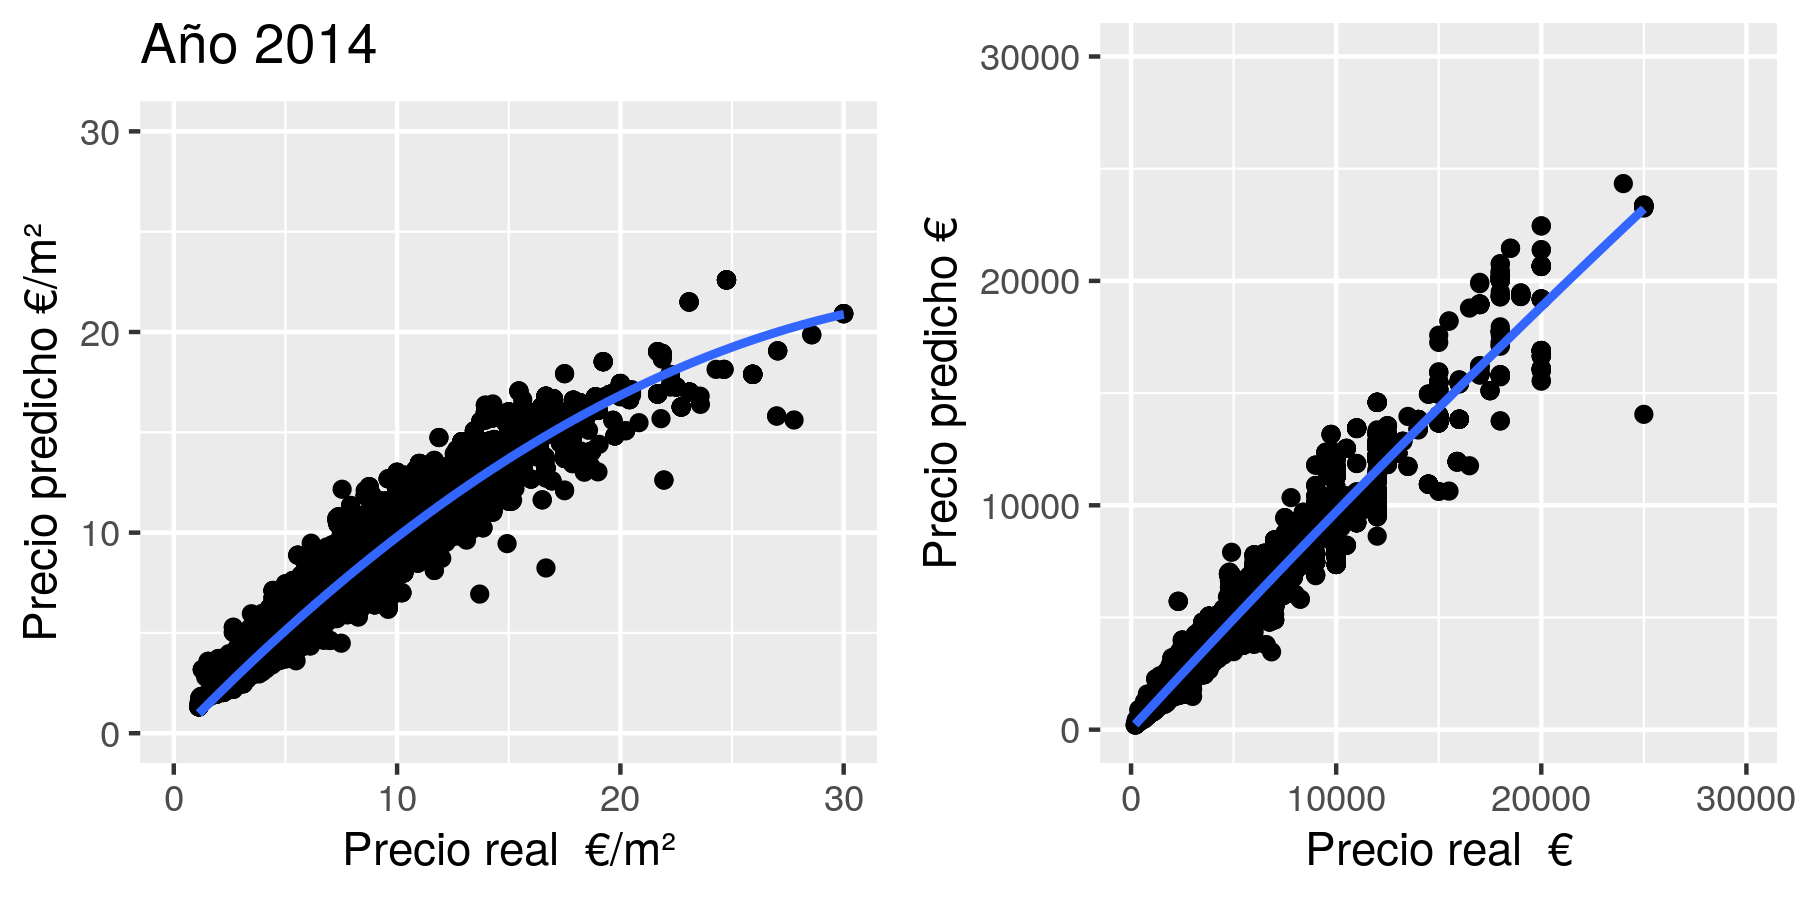 Año 2014
Precio predicho €/m²
30
20
10
0
0 10 20 30
Precio real €/m²
Precio predicho €
30000
20000
10000
0
0 10000 20000 30000
Precio real €